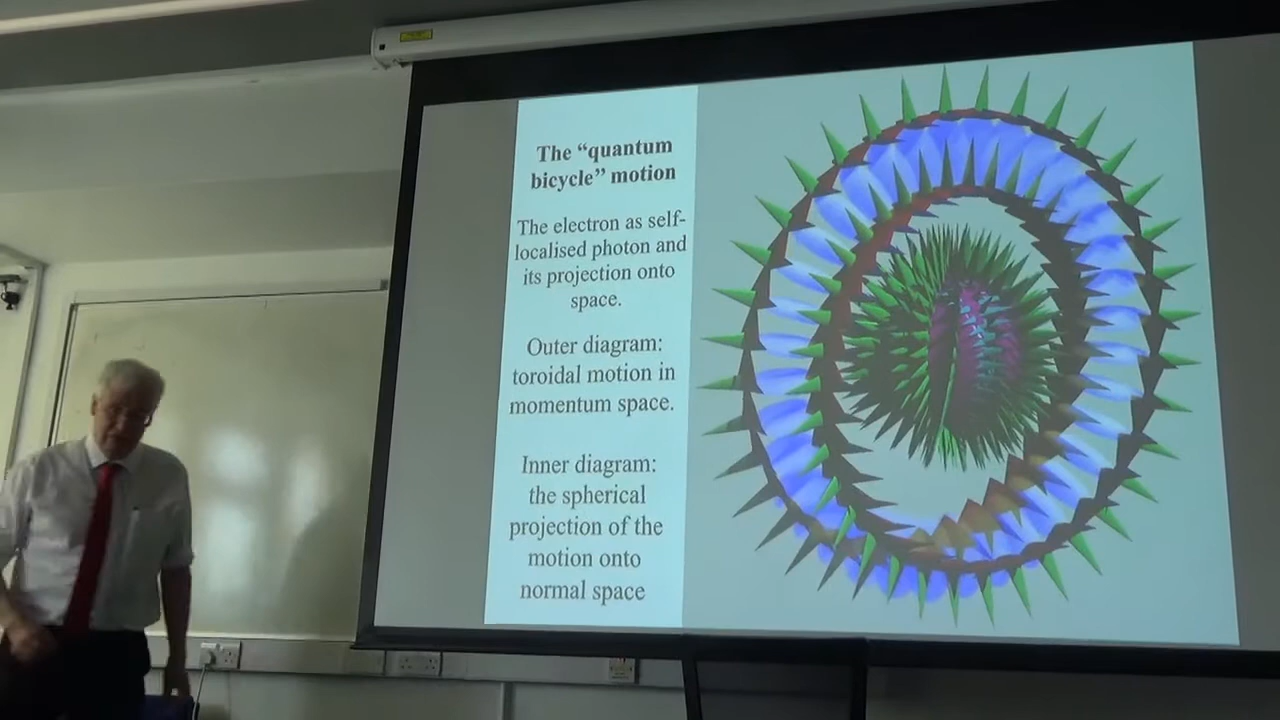 The “quantum
bicycle” motion
The electron as self-
localised photon and
its projection onto
space.
Outer diagram:
toroidal motion in
momentum space.
Inner diagram:
the spherical
projection of the
motion onto
normal space